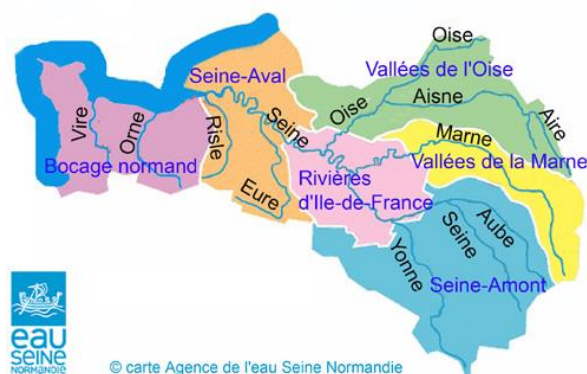 Oise
Seine-Aval
Vallées de l'Oise
Oise
Aisne
Aire
Vire
Orne
Risle
Seine
Marne
Bocage normand
Vallées de la Marne
Eure
Rivières
d'Ile-de-France
Yonne
Seine
Aube
Seine-Amont
eau
SEINE
NORMANDIE
© carte Agence de l'eau Seine Normandie